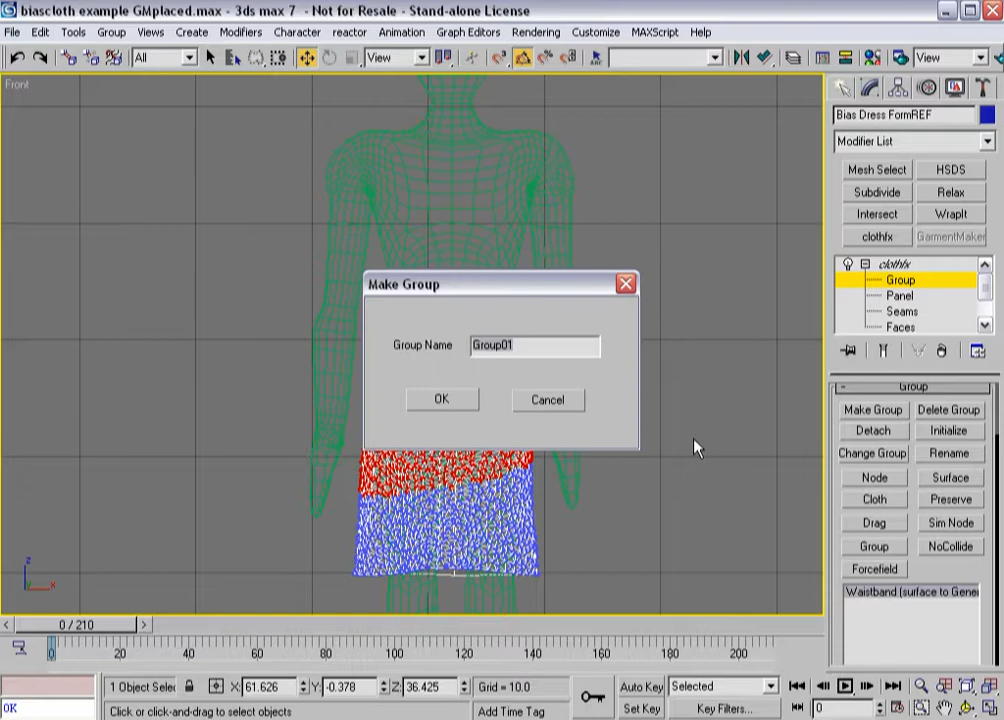 biascloth example GMplaced.max - 3ds max 7 - Not for Resale - Stand-alone License
File Edit Tools Group Views Create Modifiers Character reactor Animation Graph Editors Rendering Customize MAXScript Help
All View View
Front
Bias Dress FormREF
Modifier List
Mesh Select HSDS
Subdivide Relax
Intersect WrapIt
clothfx GarmentMaker
clothfx
Group
Panel
Seams
Faces
Make Group
Group Name Group01
OK Cancel
- Group
Make Group Delete Group
Detach Initialize
Change Group Rename
Node Surface
Cloth Preserve
Drag Sim Node
Group NoCollide
Forcefield
Waistband (surface to Gene
z
y x
< 0 / 210 >
0 20 40 60 80 100 120 140 160 180 200
1 Object Selec X: 61.626 Y: -0.378 Z: 36.425 Grid = 10.0 Auto Key Selected
OK Click or click-and-drag to select objects Add Time Tag Set Key Key Filters... 0